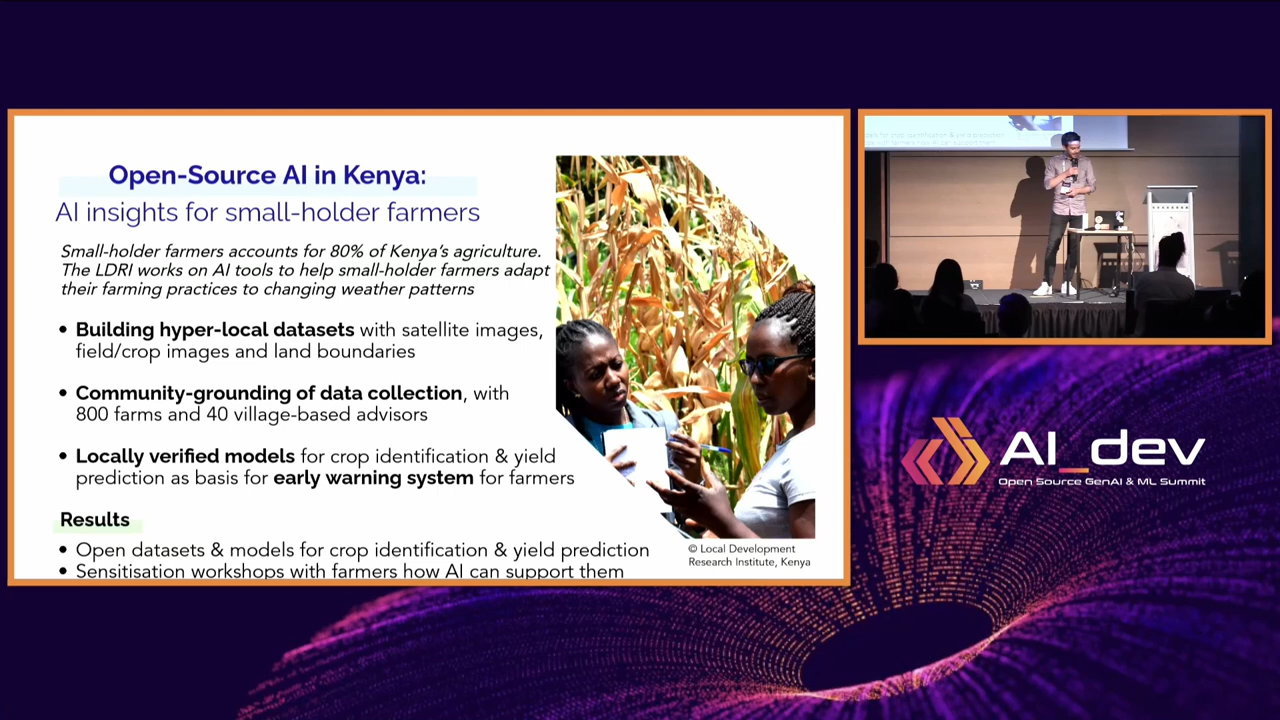 Open-Source AI in Kenya:
AI insights for small-holder farmers
Small-holder farmers accounts for 80% of Kenya's agriculture.
The LDRI works on AI tools to help small-holder farmers adapt
their farming practices to changing weather patterns
• Building hyper-local datasets with satellite images,
field/crop images and land boundaries
• Community-grounding of data collection, with
800 farms and 40 village-based advisors
• Locally verified models for crop identification & yield
prediction as basis for early warning system for farmers
Results
• Open datasets & models for crop identification & yield prediction
• Sensitisation workshops with farmers how AI can support them
© Local Development
Research Institute, Kenya
AI_dev
Open Source GenAI & ML Summit